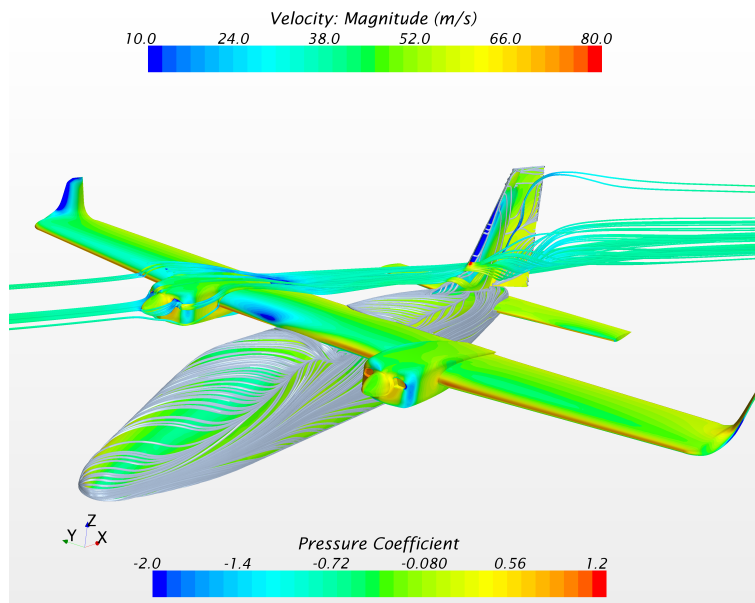 Velocity: Magnitude (m/s)
10.0 24.0 38.0 52.0 66.0 80.0
Z
Y X
Pressure Coefficient
-2.0 -1.4 -0.72 -0.080 0.56 1.2